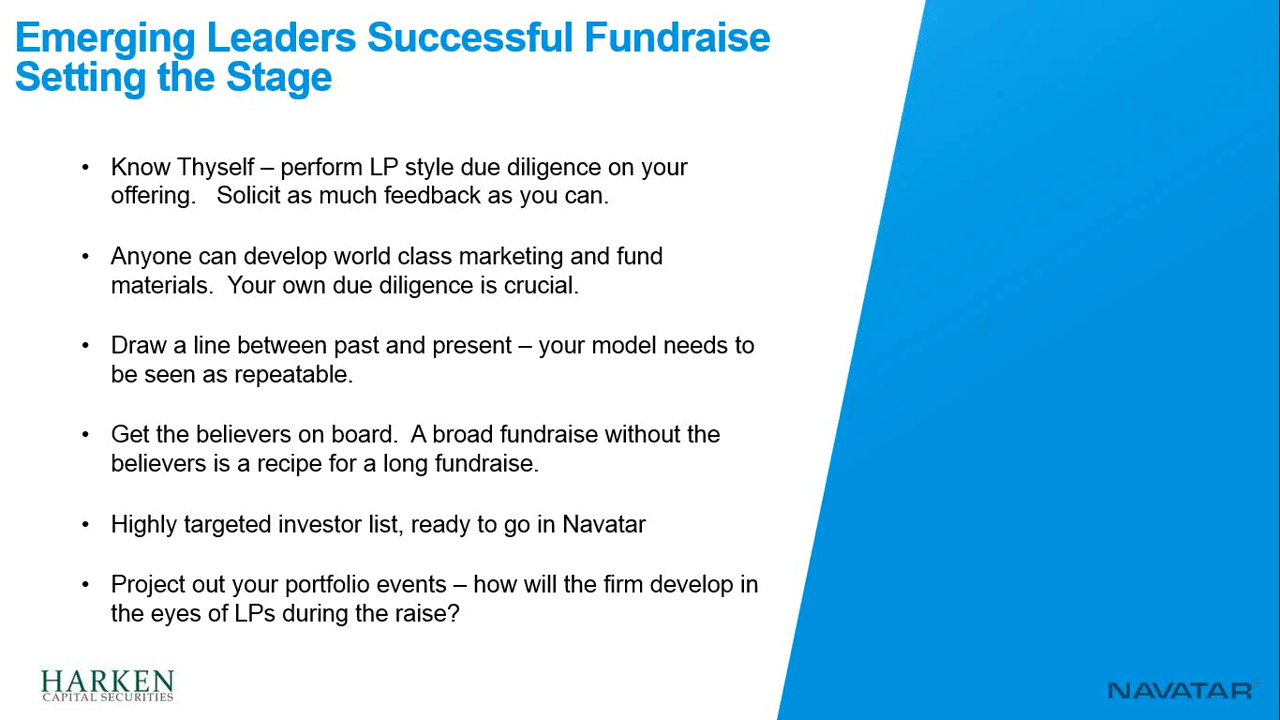 Emerging Leaders Successful Fundraise
Setting the Stage
• Know Thyself – perform LP style due diligence on your
offering.   Solicit as much feedback as you can.
• Anyone can develop world class marketing and fund
materials.  Your own due diligence is crucial.
• Draw a line between past and present – your model needs to
be seen as repeatable.
• Get the believers on board.  A broad fundraise without the
believers is a recipe for a long fundraise.
• Highly targeted investor list, ready to go in Navatar
• Project out your portfolio events – how will the firm develop in
the eyes of LPs during the raise?
HARKEN
CAPITAL SECURITIES
NAVATAR